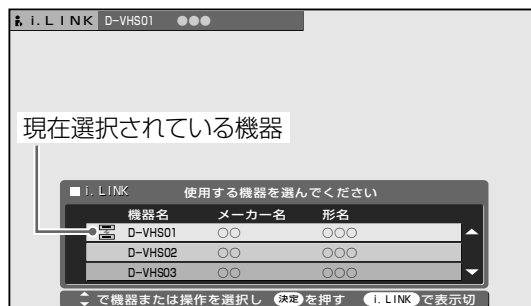 i.LINK D-VHS01 ●●●
現在選択されている機器
i.LINK 使用する機器を選んでください
機器名 メーカー名 形名
D-VHS01 ○○ ○○○
D-VHS02 ○○ ○○○
D-VHS03 ○○ ○○○
で機器または操作を選択し 決定 を押す i.LINK で表示切